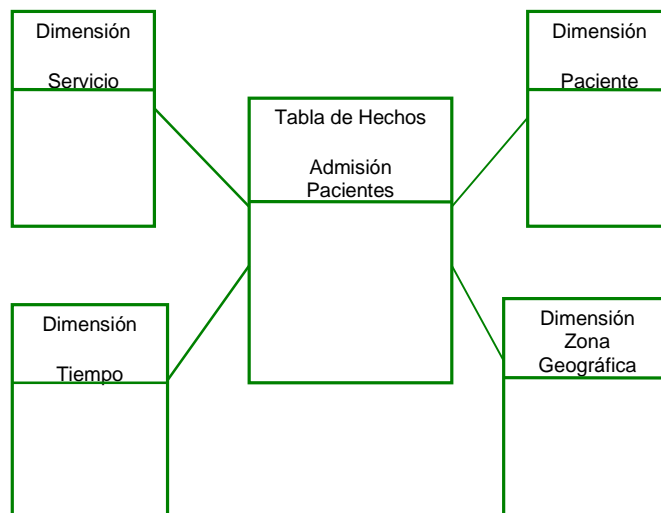 Dimensión
Servicio
Dimensión
Paciente
Tabla de Hechos
Admisión
Pacientes
Dimensión
Tiempo
Dimensión
Zona
Geográfica